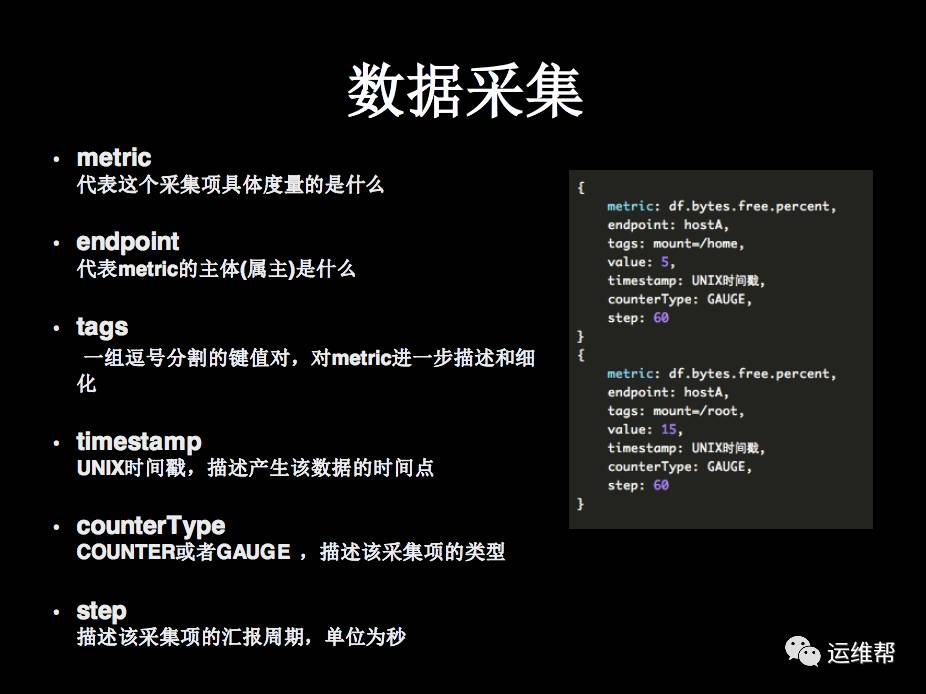 数据采集
• metric
代表这个采集项具体度量的是什么
• endpoint
代表metric的主体(属主)是什么
• tags
一组逗号分割的键值对，对metric进一步描述和细
化
• timestamp
UNIX时间戳，描述产生该数据的时间点
• counterType
COUNTER或者GAUGE ，描述该采集项的类型
• step
描述该采集项的汇报周期，单位为秒
{
metric: df.bytes.free.percent,
endpoint: hostA,
tags: mount=/home,
value: 5,
timestamp: UNIX时间戳,
counterType: GAUGE,
step: 60
}
{
metric: df.bytes.free.percent,
endpoint: hostA,
tags: mount=/root,
value: 15,
timestamp: UNIX时间戳,
counterType: GAUGE,
step: 60
}
运维帮